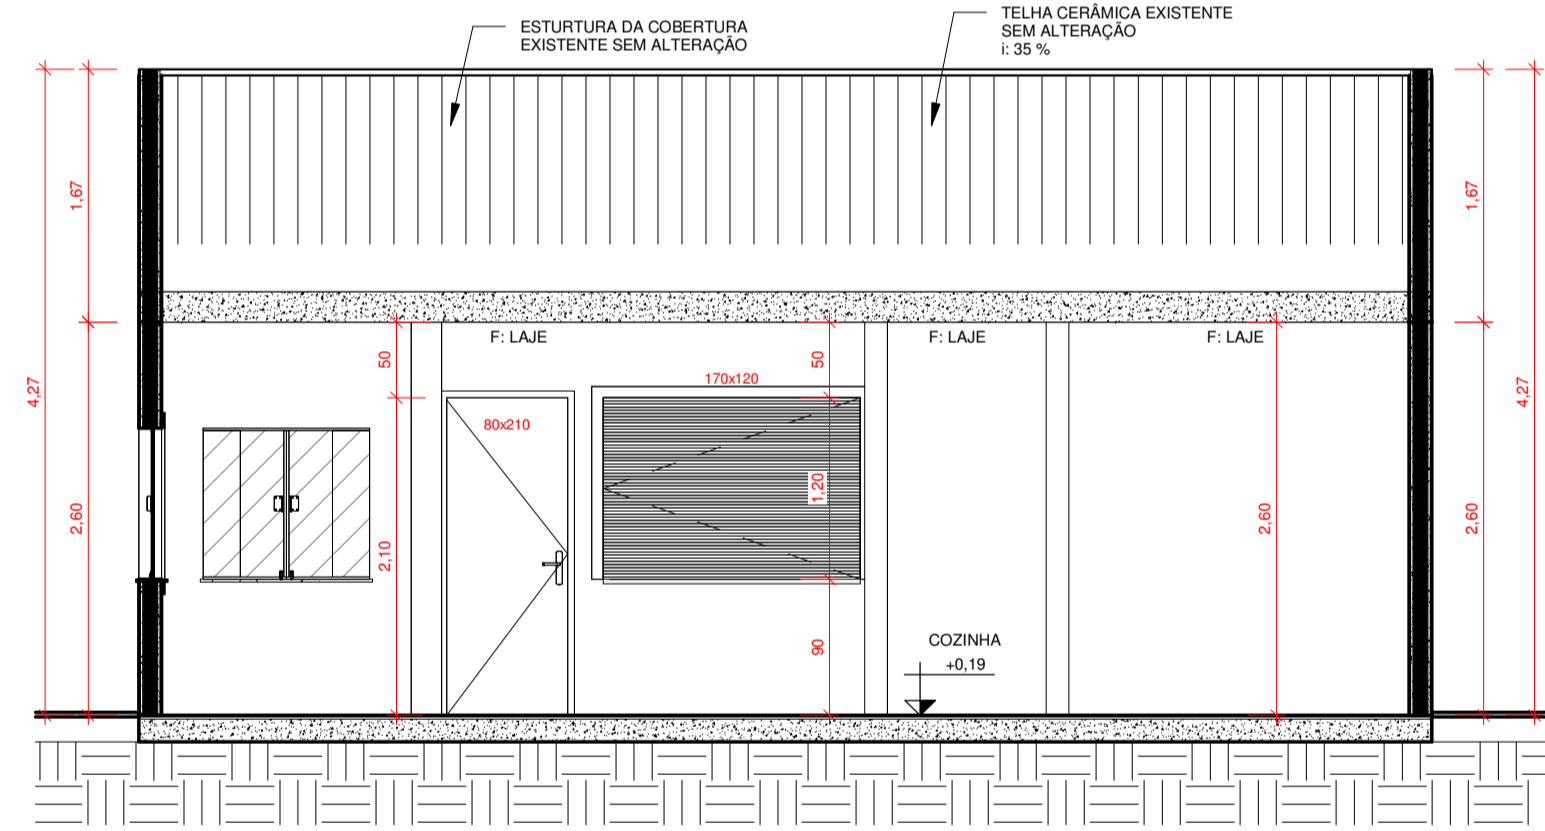 ESTURTURA DA COBERTURA
EXISTENTE SEM ALTERAÇÃO
TELHA CERÂMICA EXISTENTE
SEM ALTERAÇÃO
i: 35 %
1,67
1,67
F: LAJE
F: LAJE
F: LAJE
50
50
170x120
4,27
4,27
80x210
1,20
2,60
2,60
2,60
2,10
COZINHA
90
+0,19